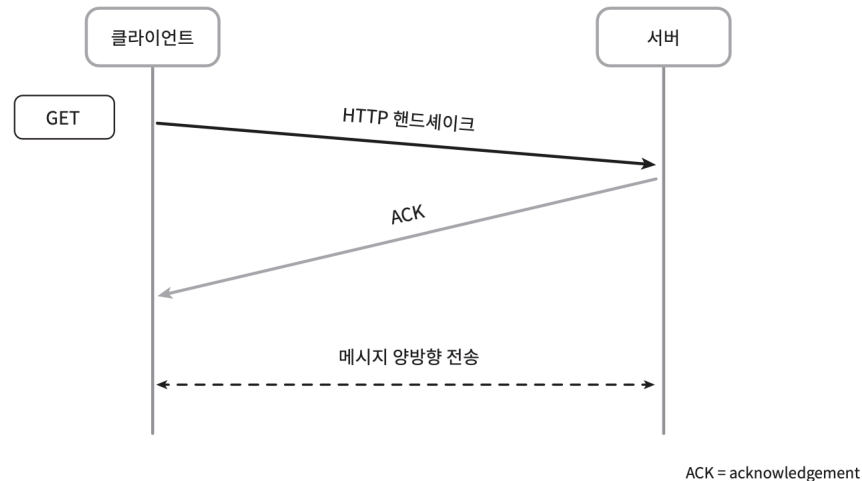 클라이언트
서버
GET
HTTP 핸드셰이크
ACK
메시지 양방향 전송
ACK = acknowledgement